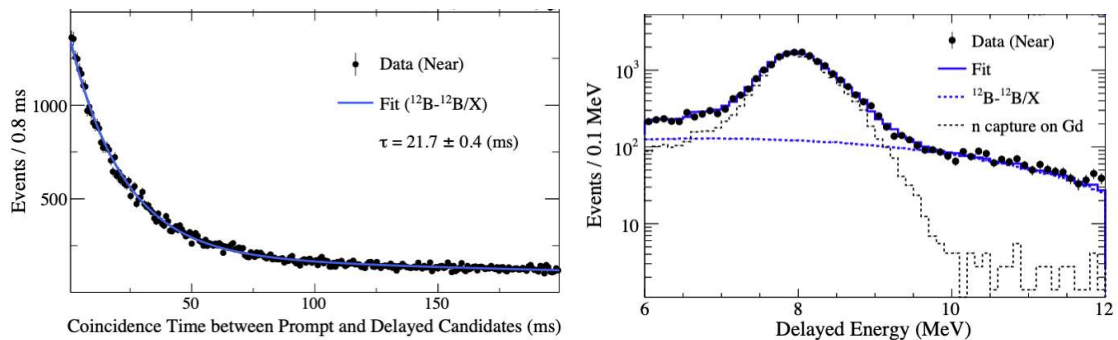 Events / 0.8 ms
1000
500
50
100
150
Data (Near)
Fit (¹²B-¹²B/X)
τ = 21.7 ± 0.4 (ms)
Coincidence Time between Prompt and Delayed Candidates (ms)
Events / 0.1 MeV
10³
10²
10
6
8
10
12
Data (Near)
Fit
¹²B-¹²B/X
n capture on Gd
Delayed Energy (MeV)